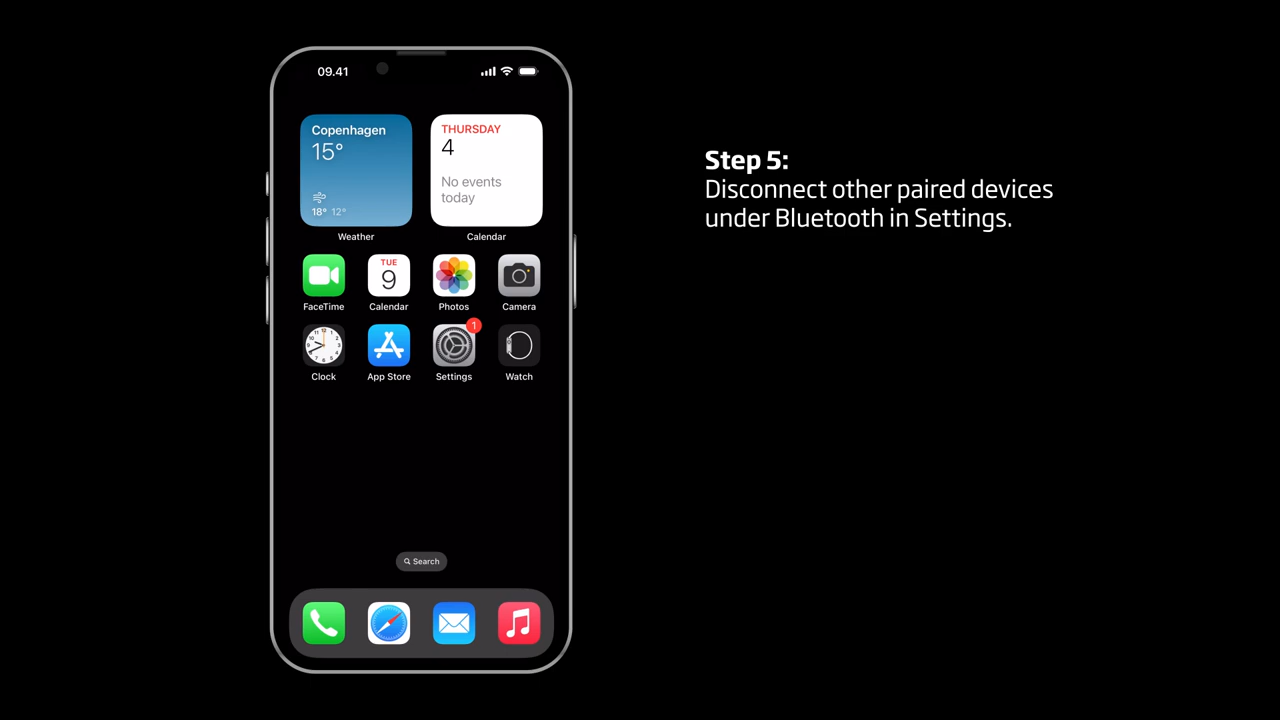 09.41
Copenhagen
15°
18° 12°
Weather
THURSDAY
4
No events
today
Calendar
FaceTime
TUE
9
Calendar
Photos
Camera
Clock
App Store
1
Settings
Watch
Search
Step 5:
Disconnect other paired devices
under Bluetooth in Settings.